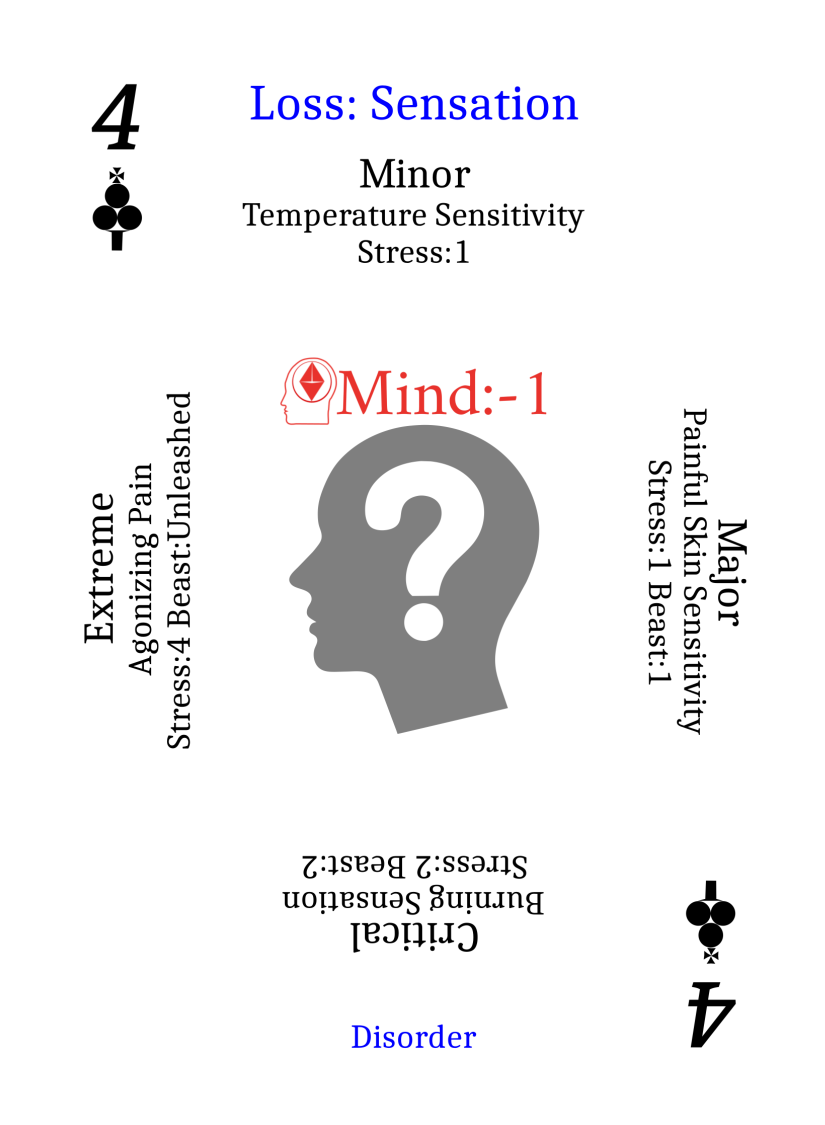 4
Loss: Sensation
Minor
Temperature Sensitivity
Stress:1
Mind:-1
Extreme
Agonizing Pain
Stress:4 Beast:Unleashed
Major
Painful Skin Sensitivity
Stress:1 Beast:1
Critical
Burning Sensation
Stress:2 Beast:2
Disorder
4